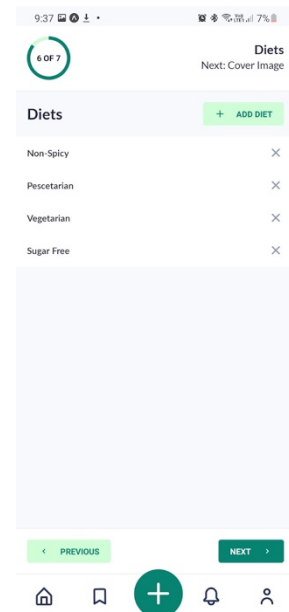 9:37
7%
6 OF 7
Diets
Next: Cover Image
Diets
+ ADD DIET
Non-Spicy
Pescetarian
Vegetarian
Sugar Free
< PREVIOUS
NEXT >